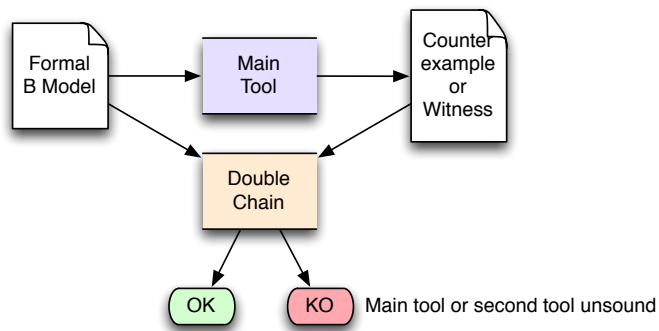 Formal
B Model
Main
Tool
Counter
example
or
Witness
Double
Chain
OK
KO
Main tool or second tool unsound